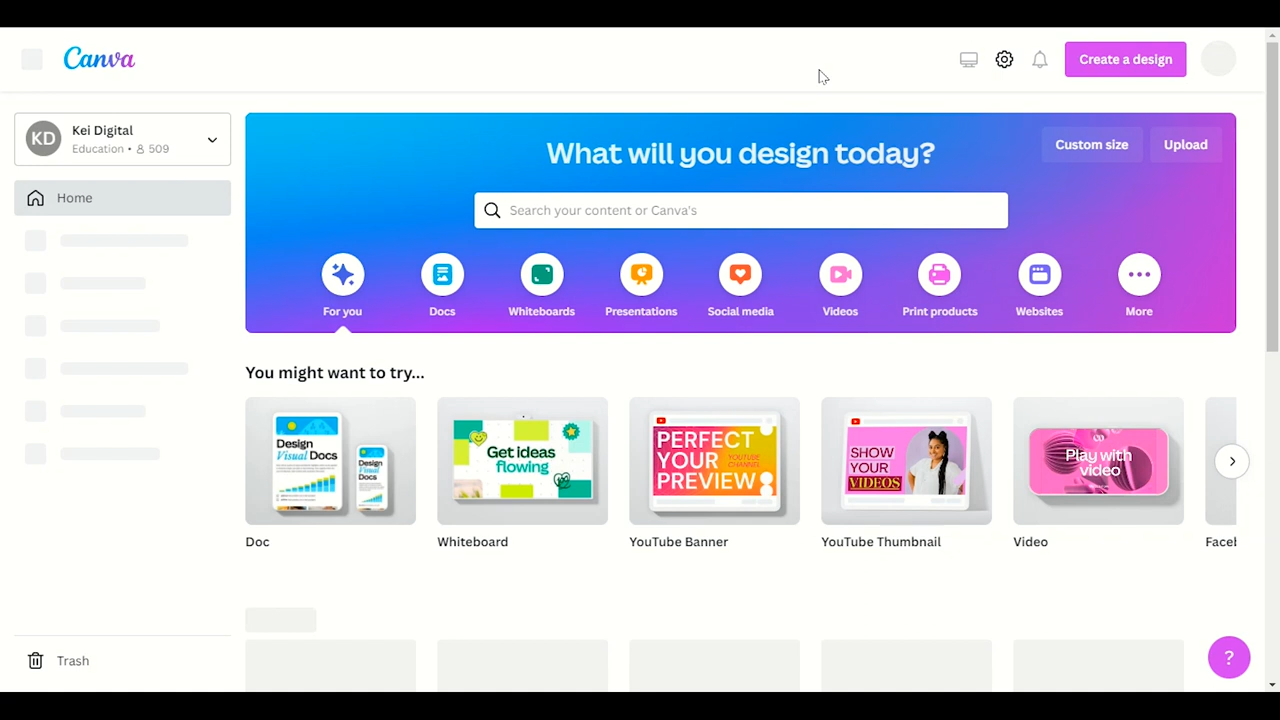 Canva
Create a design
KD
Kei Digital
Education • 509
Home
Trash
What will you design today?
Custom size
Upload
Search your content or Canva's
For you
Docs
Whiteboards
Presentations
Social media
Videos
Print products
Websites
More
You might want to try...
Design
Visual Docs
Design
Visual
Docs
Doc
Get ideas
flowing
Whiteboard
PERFECT
YOUR
PREVIEW
YOUTUBE
CHANNEL
YouTube Banner
SHOW
YOUR
VIDEOS
YouTube Thumbnail
Play with
video
Video
Faceb
?